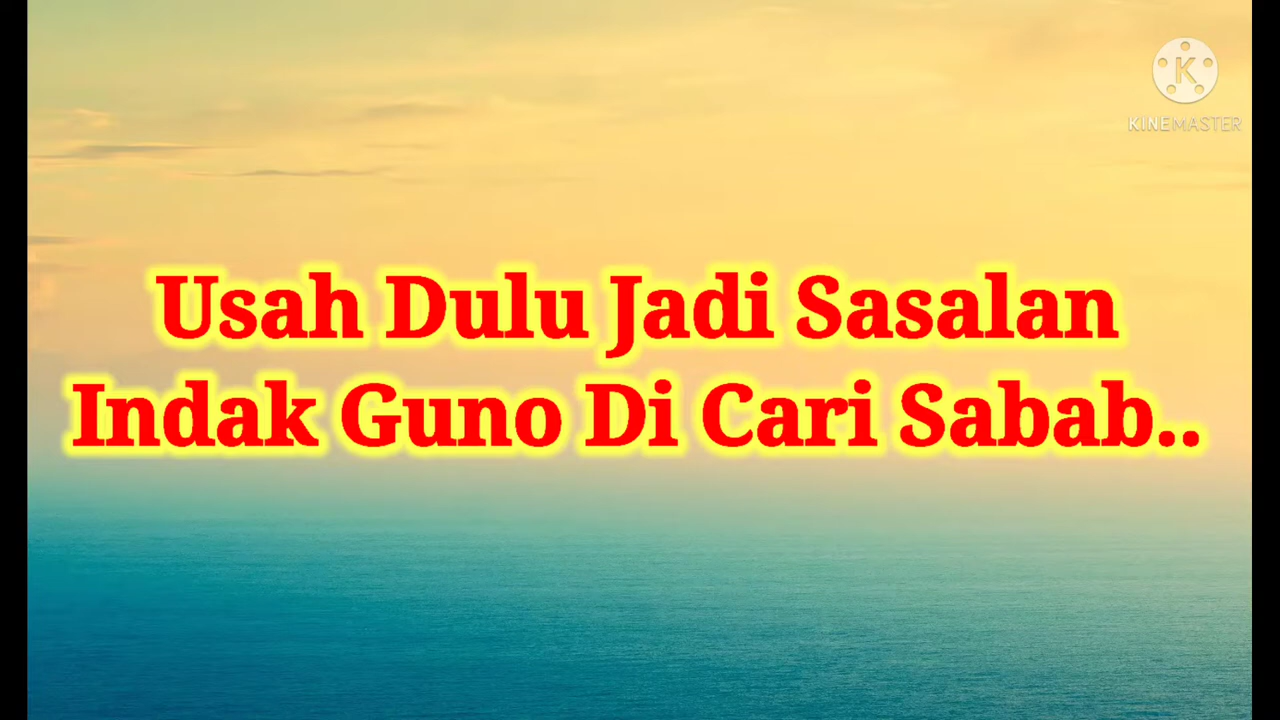 K
KINEMASTER
Usah Dulu Jadi Sasalan
Indak Guno Di Cari Sabab..